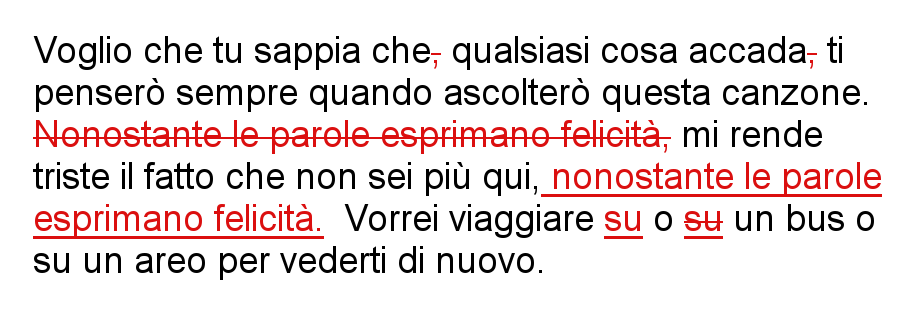 Voglio che tu sappia che, qualsiasi cosa accada, ti
penserò sempre quando ascolterò questa canzone.
Nonostante le parole esprimano felicità, mi rende
triste il fatto che non sei più qui, nonostante le parole
esprimano felicità. Vorrei viaggiare su o su un bus o
su un areo per vederti di nuovo.